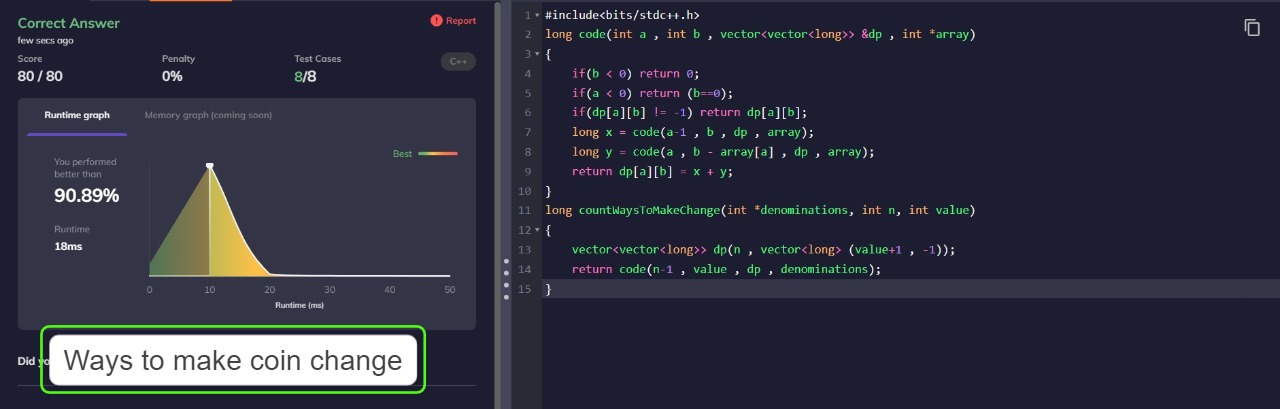 Correct Answer
! Report
few secs ago
Score Penalty Test Cases C++
80 / 80 0% 8/8
Runtime graph Memory graph (coming soon)
Best
You performed
better than
90.89%
Runtime
18ms
0 10 20 30 40 50
Runtime (ms)
Did yo
Ways to make coin change
1 #include<bits/stdc++.h>
2 long code(int a , int b , vector<vector<long>> &dp , int *array)
3 {
4 if(b < 0) return 0;
5 if(a < 0) return (b==0);
6 if(dp[a][b] != -1) return dp[a][b];
7 long x = code(a-1 , b , dp , array);
8 long y = code(a , b - array[a] , dp , array);
9 return dp[a][b] = x + y;
10 }
11 long countWaysToMakeChange(int *denominations, int n, int value)
12 {
13 vector<vector<long>> dp(n , vector<long> (value+1 , -1));
14 return code(n-1 , value , dp , denominations);
15 }